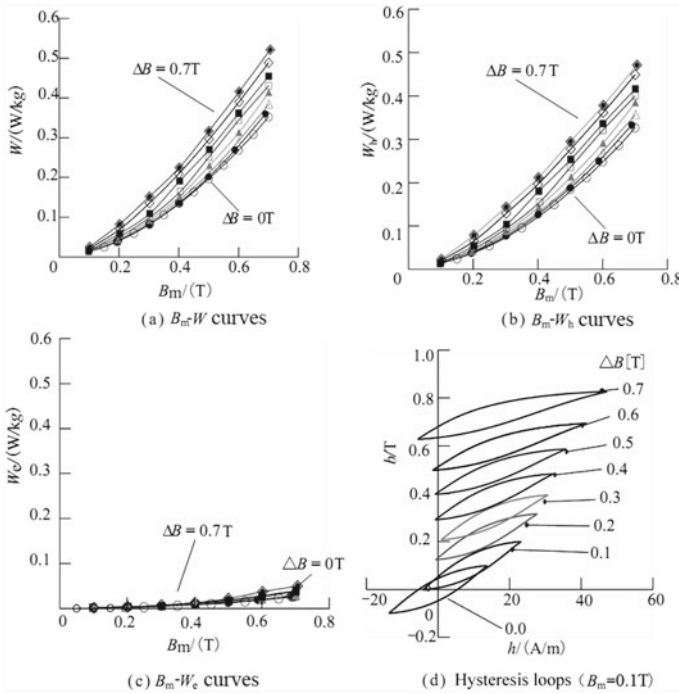 0.6
0.5
0.4
0.3
0.2
0.1
0
0.2
0.4
0.6
0.8
W/(W/kg)
ΔB = 0.7T
ΔB = 0T
Bm/(T)
(a) Bm-W curves
0.6
0.5
0.4
0.3
0.2
0.1
0
0.2
0.4
0.6
0.8
Wh/(W/kg)
ΔB = 0.7T
ΔB = 0T
Bm/(T)
(b) Bm-Wh curves
0.6
0.5
0.4
0.3
0.2
0.1
0
0.2
0.4
0.6
0.8
We/(W/kg)
ΔB = 0.7T
△B = 0T
Bm/(T)
(c) Bm-We curves
1.0
0.8
0.6
0.4
0.2
0
-0.2
b/T
△B[T]
0.7
0.6
0.5
0.4
0.3
0.2
0.1
0.0
−20
20
40
60
h/(A/m)
(d) Hysteresis loops (Bm=0.1T)